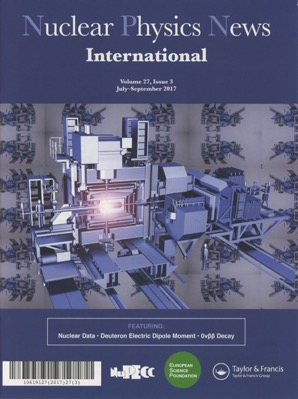 Nuclear Physics News
International
Volume 27, Issue 3
July-September 2017
FEATURING:
Nuclear Data · Deuteron Electric Dipole Moment · 0νββ Decay
10619127(2017)27(3)
NuPECC
EUROPEAN
SCIENCE
FOUNDATION
Taylor & Francis
Taylor & Francis Group